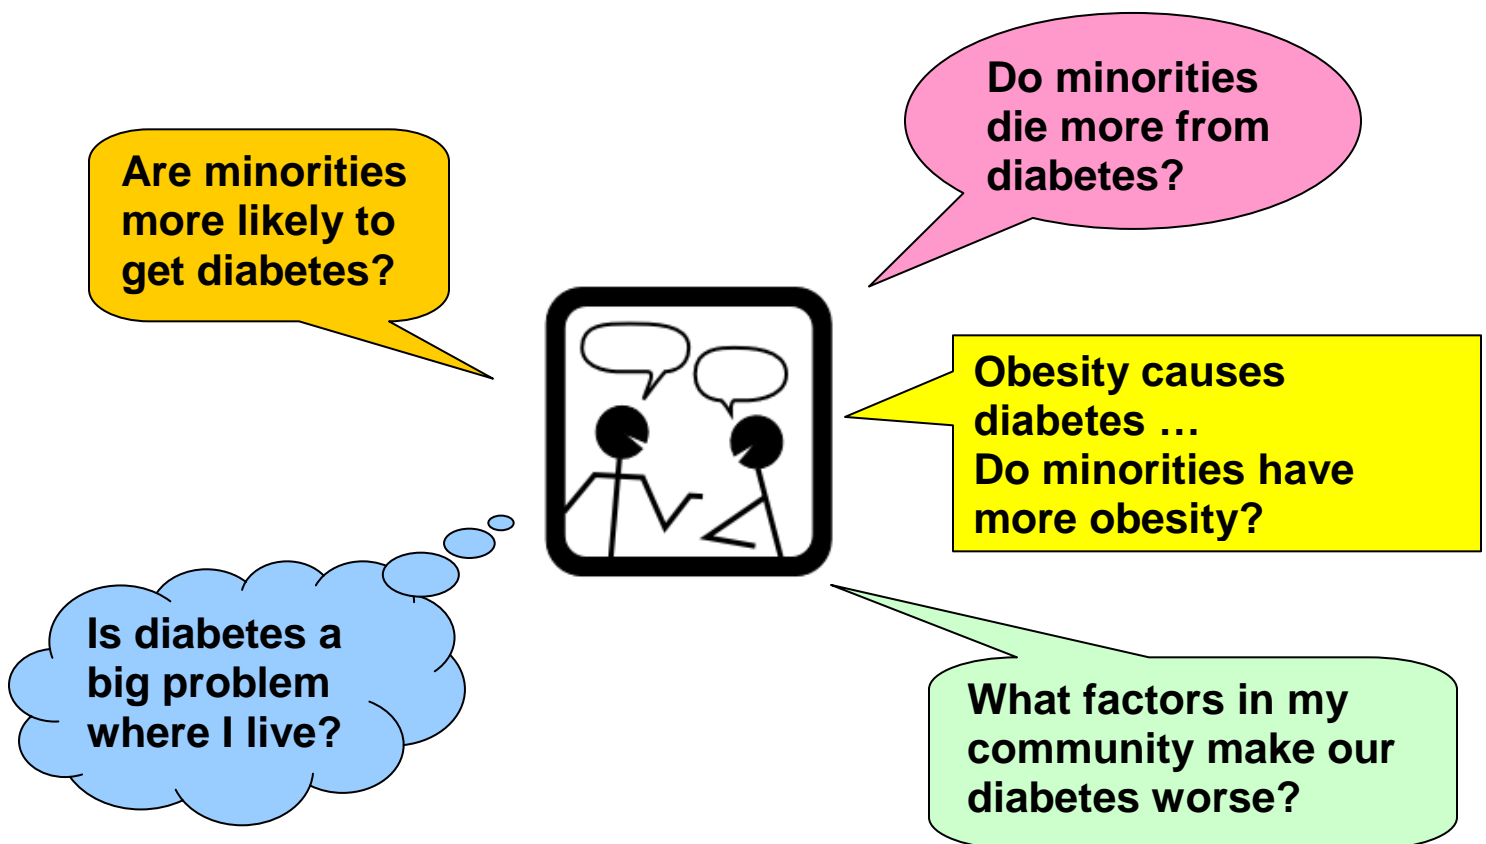 Do minorities
die more from
diabetes?
Are minorities
more likely to
get diabetes?
Obesity causes
diabetes …
Do minorities have
more obesity?
Is diabetes a
big problem
where I live?
What factors in my
community make our
diabetes worse?